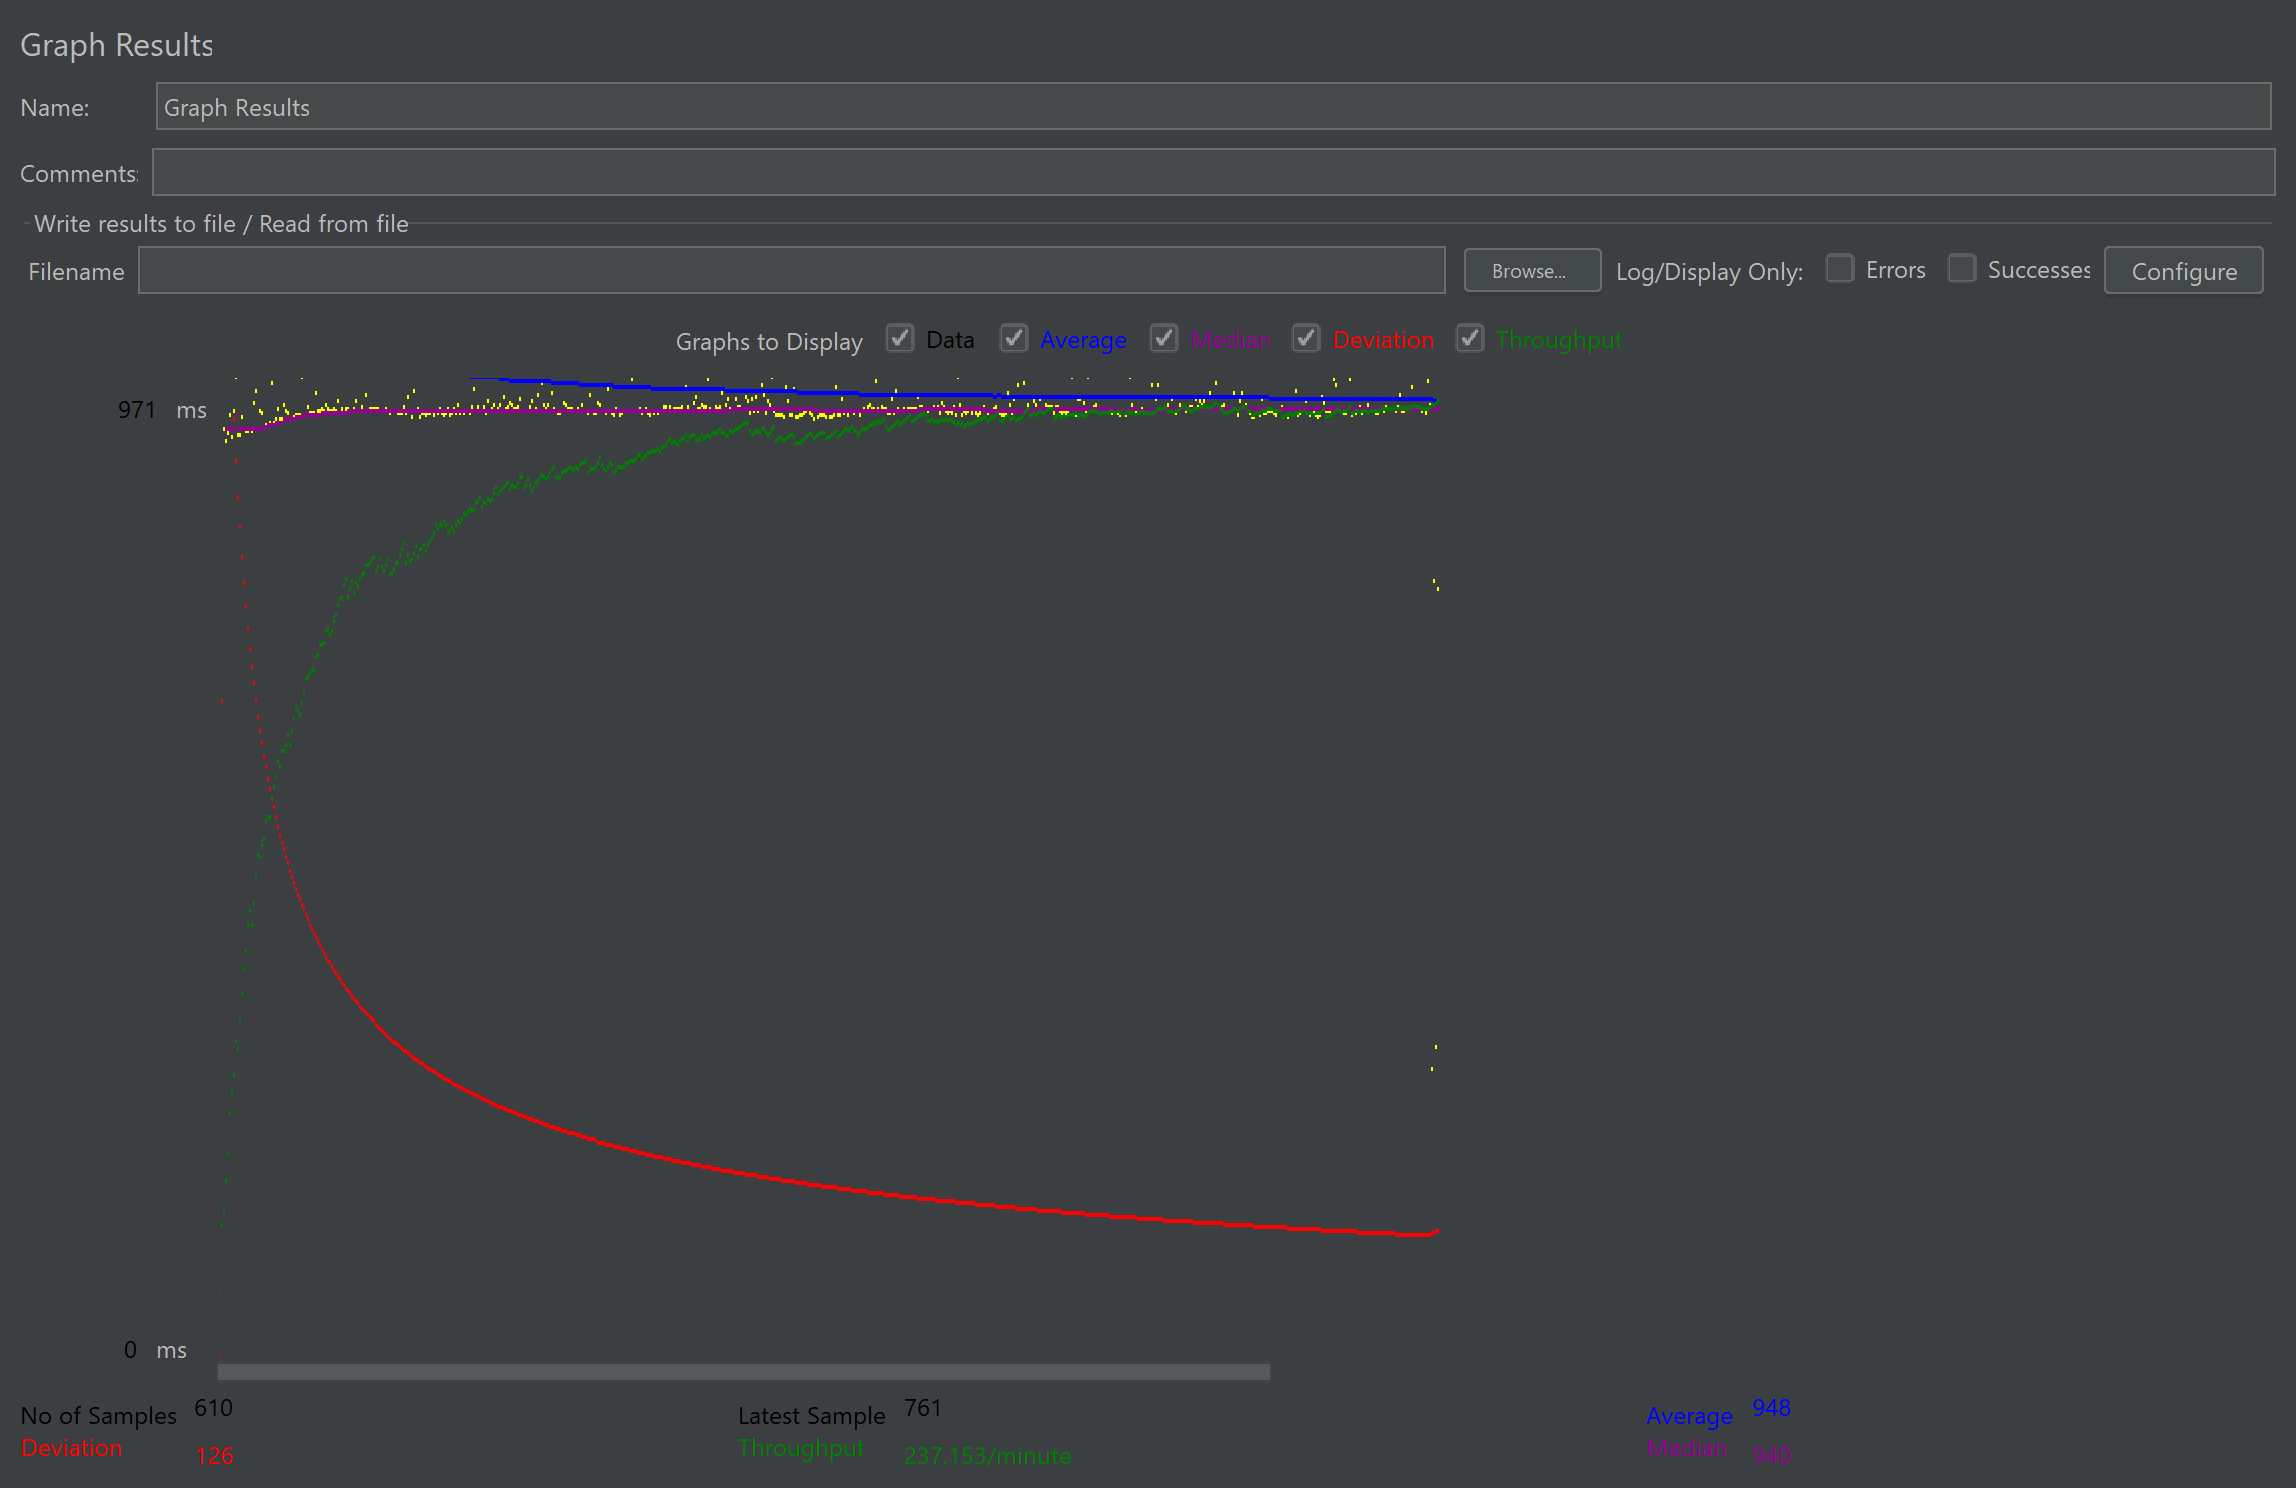 Graph Results
Name: Graph Results
Comments:
Write results to file / Read from file
Filename Browse... Log/Display Only: Errors Successes Configure
Graphs to Display Data Average Median Deviation Throughput
971 ms
0 ms
No of Samples 610 Latest Sample 761 Average 948
Deviation 126 Throughput 237.153/minute Median 940